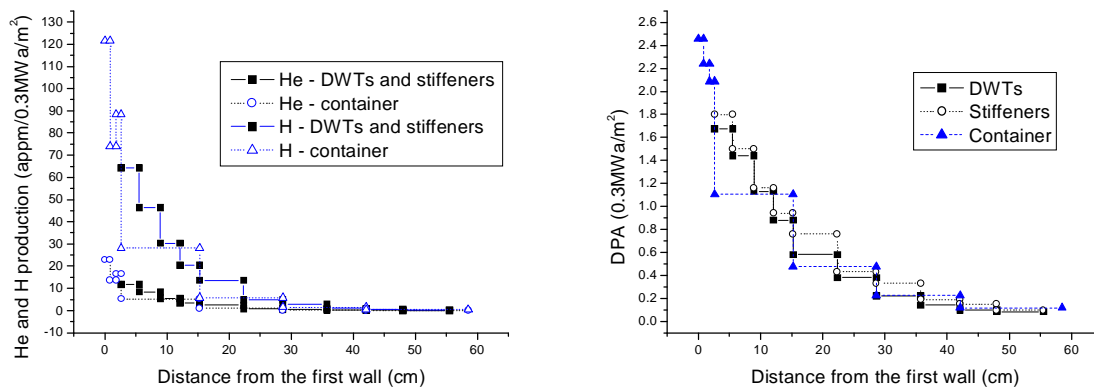 He and H production (appm/0.3MWa/m²)
130
120
110
100
90
80
70
60
50
40
30
20
10
0
-10
He - DWTs and stiffeners
He - container
H - DWTs and stiffeners
H - container
0 10 20 30 40 50 60
Distance from the first wall (cm)
DPA (0.3MWa/m²)
2.6
2.4
2.2
2.0
1.8
1.6
1.4
1.2
1.0
0.8
0.6
0.4
0.2
0.0
DWTs
Stiffeners
Container
0 10 20 30 40 50 60
Distance from the first wall (cm)